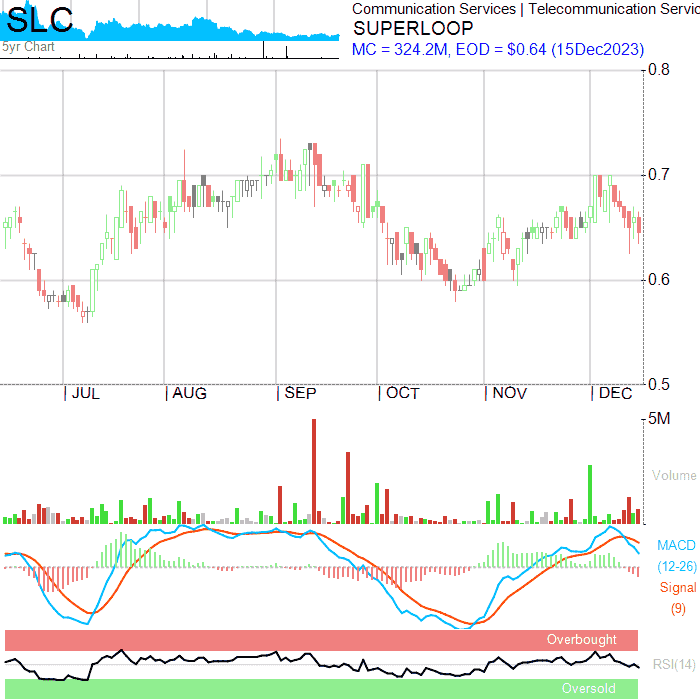 SLC
5yr Chart
Communication Services | Telecommunication Servic
SUPERLOOP
MC = 324.2M, EOD = $0.64 (15Dec2023)
0.8
0.7
0.6
0.5
JUL AUG SEP OCT NOV DEC
5M
Volume
MACD
(12-26)
Signal
(9)
Overbought
RSI(14)
Oversold